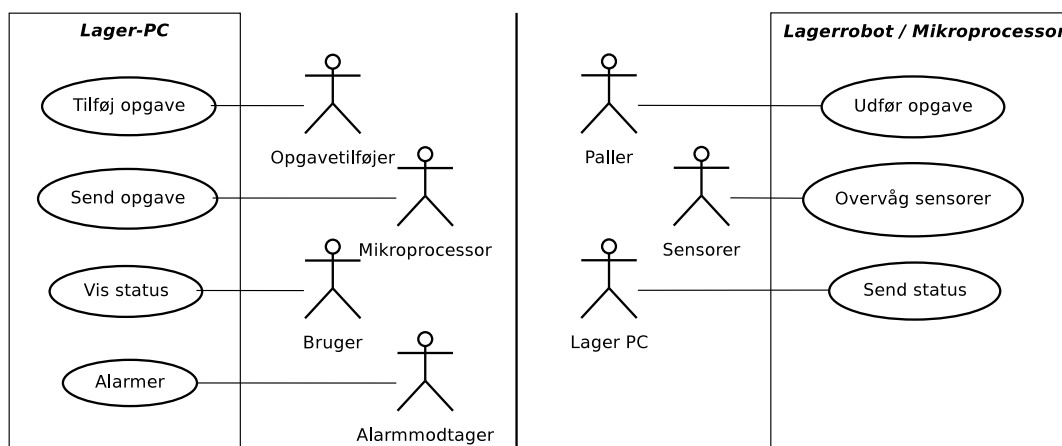 Lager-PC
Tilføj opgave
Opgavetilføjer
Send opgave
Mikroprocessor
Vis status
Bruger
Alarmer
Alarmmodtager
Lagerrobot / Mikroprocessor
Paller
Udfør opgave
Sensorer
Overvåg sensorer
Lager PC
Send status